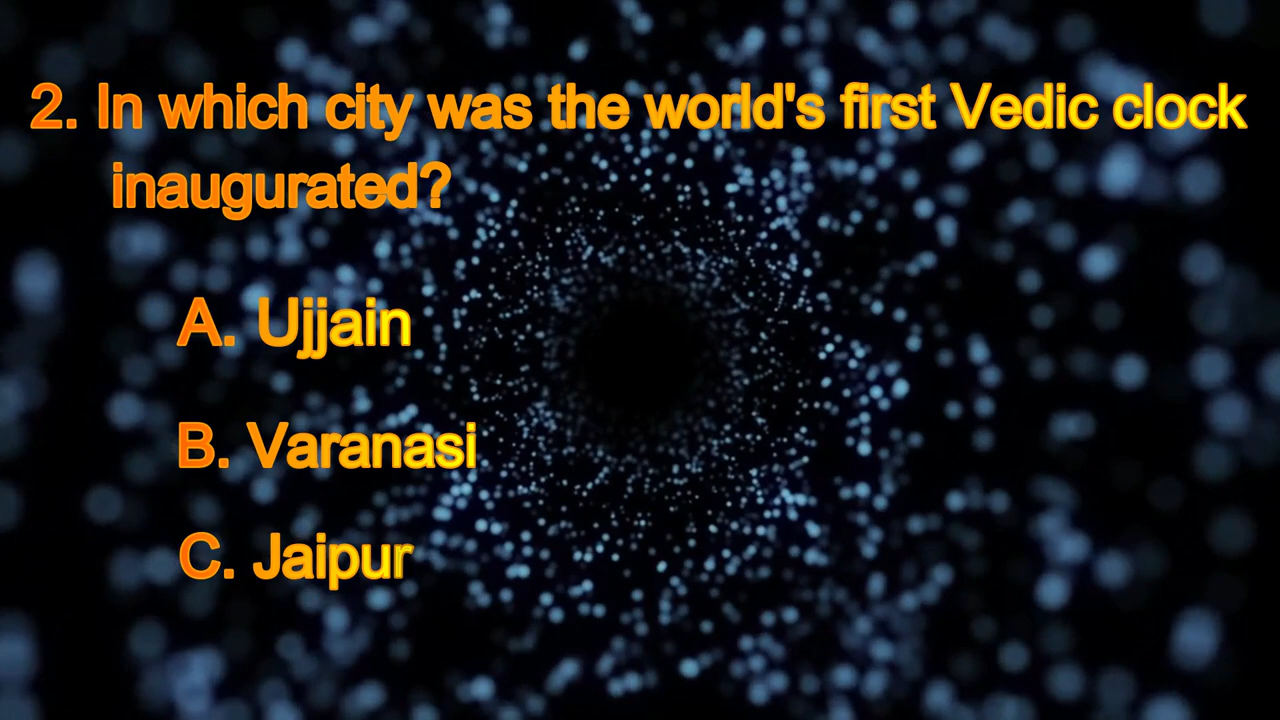 2. In which city was the world's first Vedic clock
inaugurated?
A. Ujjain
B. Varanasi
C. Jaipur